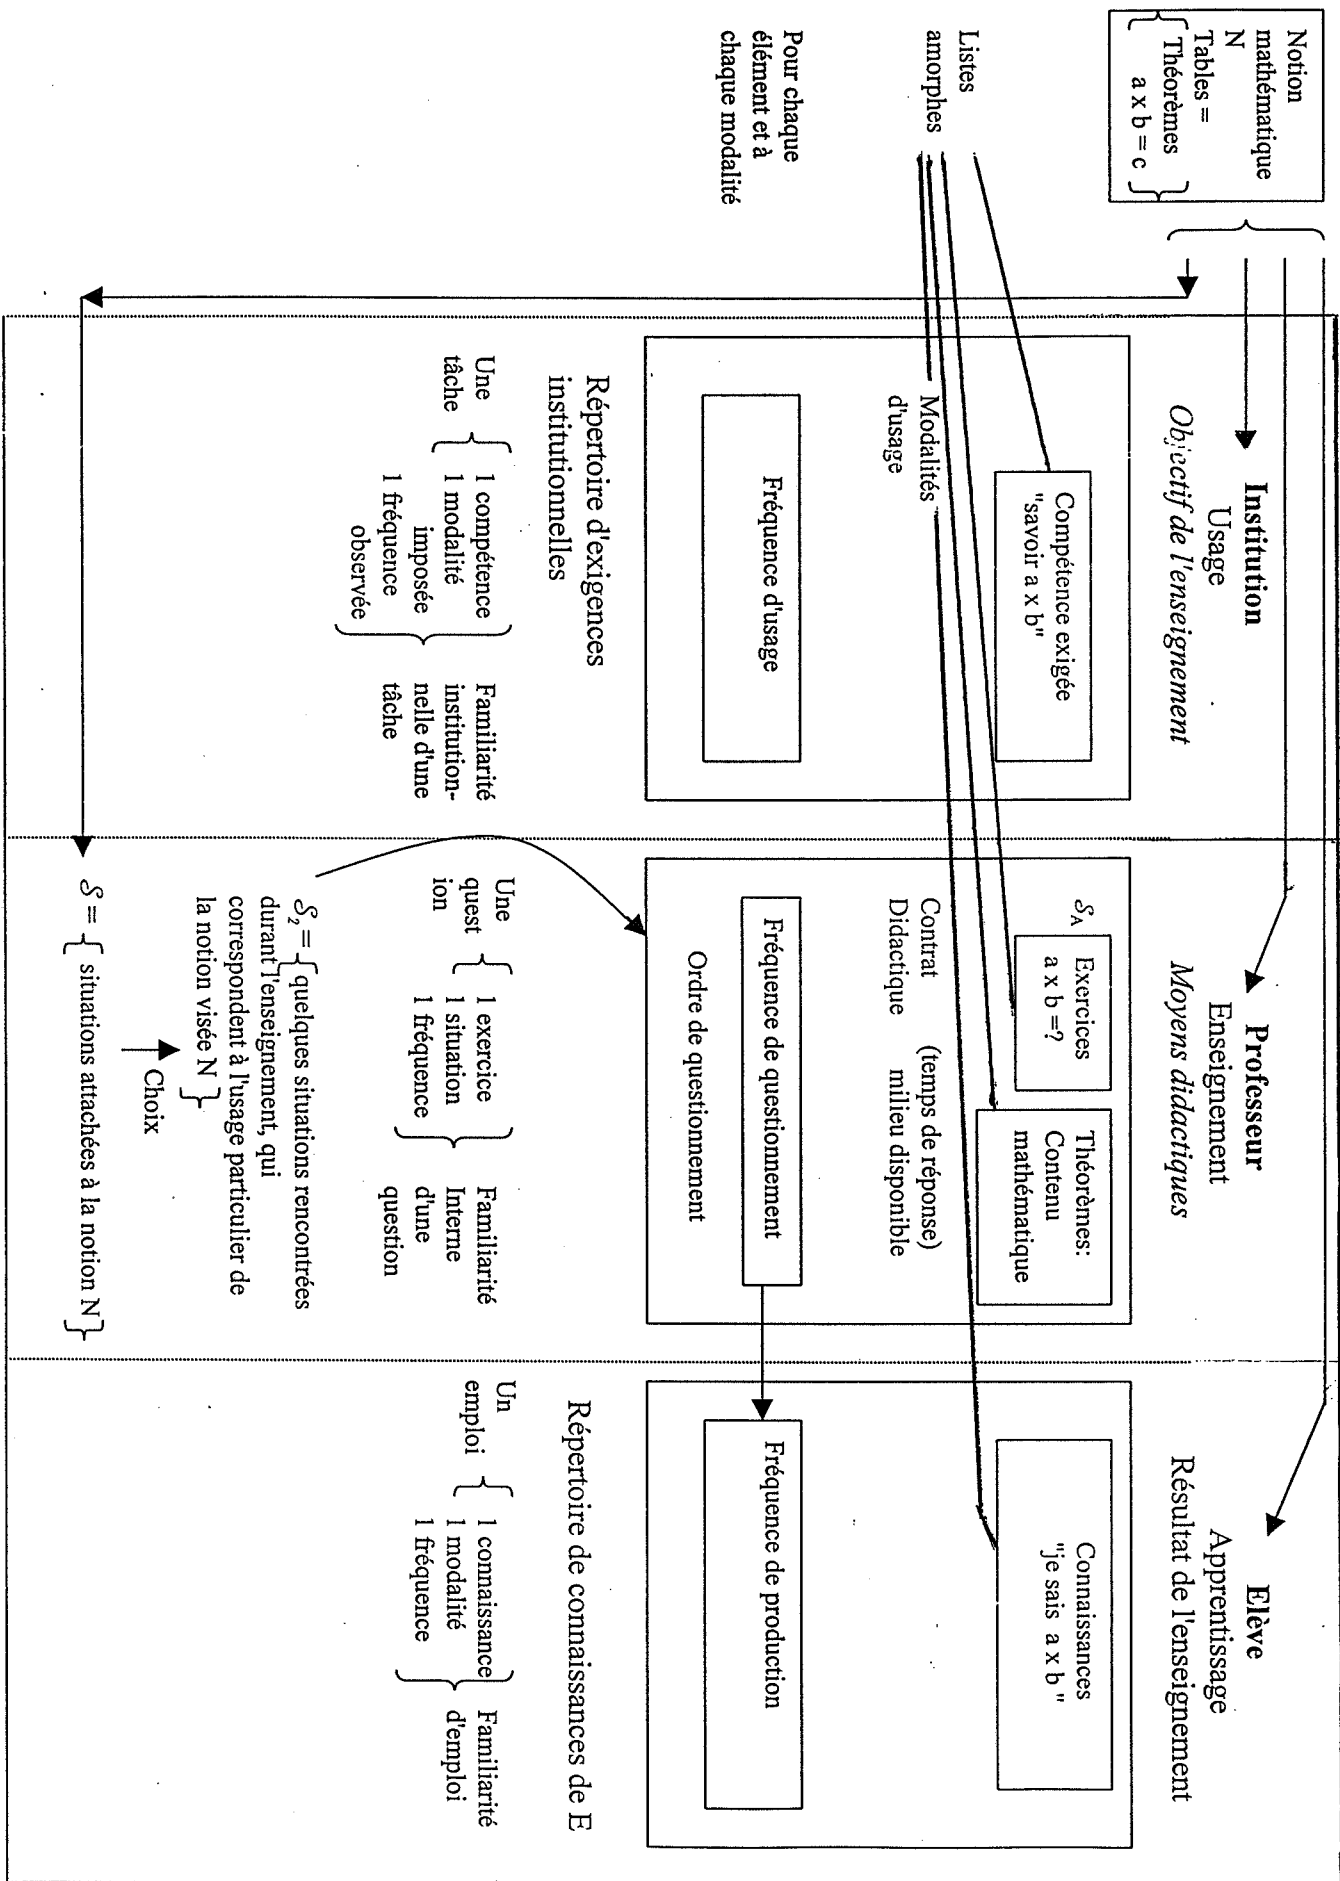 Notion
mathématique
N
Tables =
{ Théorèmes }
{ a x b = c }
Listes
amorphes
Pour chaque
élément et à
chaque modalité
Institution
Usage
Objectif de l'enseignement
Compétence exigée
"savoir a x b"
Modalités
d'usage
Fréquence d'usage
Répertoire d'exigences
institutionnelles
Une
tâche
{ 1 compétence
1 modalité
imposée
1 fréquence
observée }
Familiarité
institution-
nelle d'une
tâche
Professeur
Enseignement
Moyens didactiques
𝒮A
Exercices
a x b =?
Théorèmes:
Contenu
mathématique
Contrat (temps de réponse)
Didactique milieu disponible
Fréquence de questionnement
Ordre de questionnement
Une
quest
ion
{ 1 exercice
1 situation
1 fréquence }
Familiarité
Interne
d'une
question
𝒮2 = { quelques situations rencontrées
durant l'enseignement, qui
correspondent à l'usage particulier de
la notion visée N }
Choix
𝒮 = { situations attachées à la notion N }
Elève
Apprentissage
Résultat de l'enseignement
Connaissances
"je sais a x b "
Fréquence de production
Répertoire de connaissances de E
Un
emploi
{ 1 connaissance
1 modalité
1 fréquence }
Familiarité
d'emploi